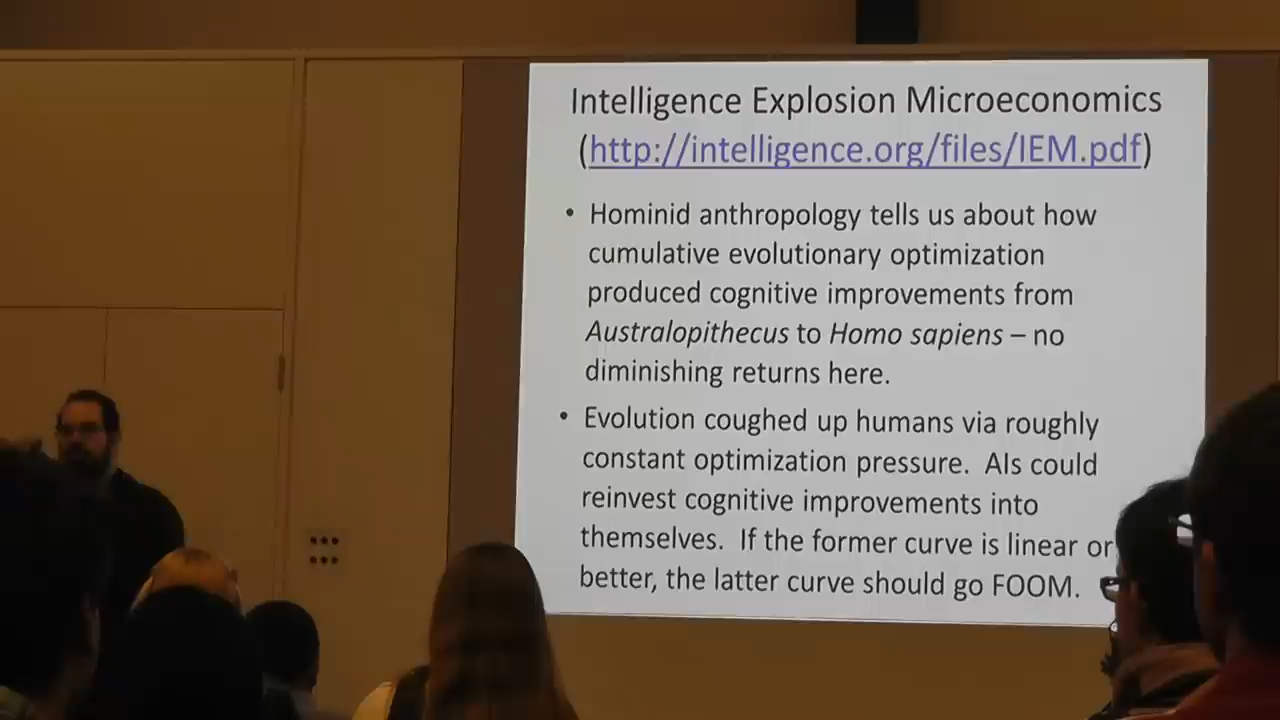 Intelligence Explosion Microeconomics
(http://intelligence.org/files/IEM.pdf)
• Hominid anthropology tells us about how
cumulative evolutionary optimization
produced cognitive improvements from
Australopithecus to Homo sapiens – no
diminishing returns here.
• Evolution coughed up humans via roughly
constant optimization pressure.  AIs could
reinvest cognitive improvements into
themselves.  If the former curve is linear or
better, the latter curve should go FOOM.